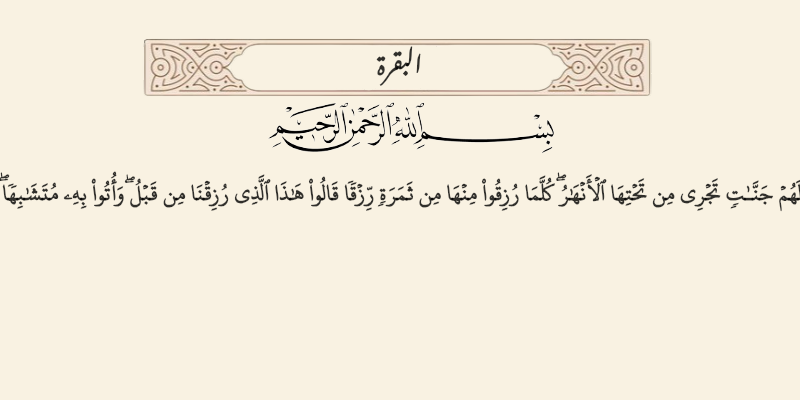 البقرة
بِسْمِ ٱللَّهِ ٱلرَّحْمَٰنِ ٱلرَّحِيمِ
لَهُمْ جَنَّـٰتٍ تَجْرِى مِن تَحْتِهَا ٱلْأَنْهَـٰرُ ۖ كُلَّمَا رُزِقُوا۟ مِنْهَا مِن ثَمَرَةٍ رِّزْقًا قَالُوا۟ هَـٰذَا ٱلَّذِى رُزِقْنَا مِن قَبْلُ ۖ وَأُتُوا۟ بِهِۦ مُتَشَـٰبِهًا ۖ